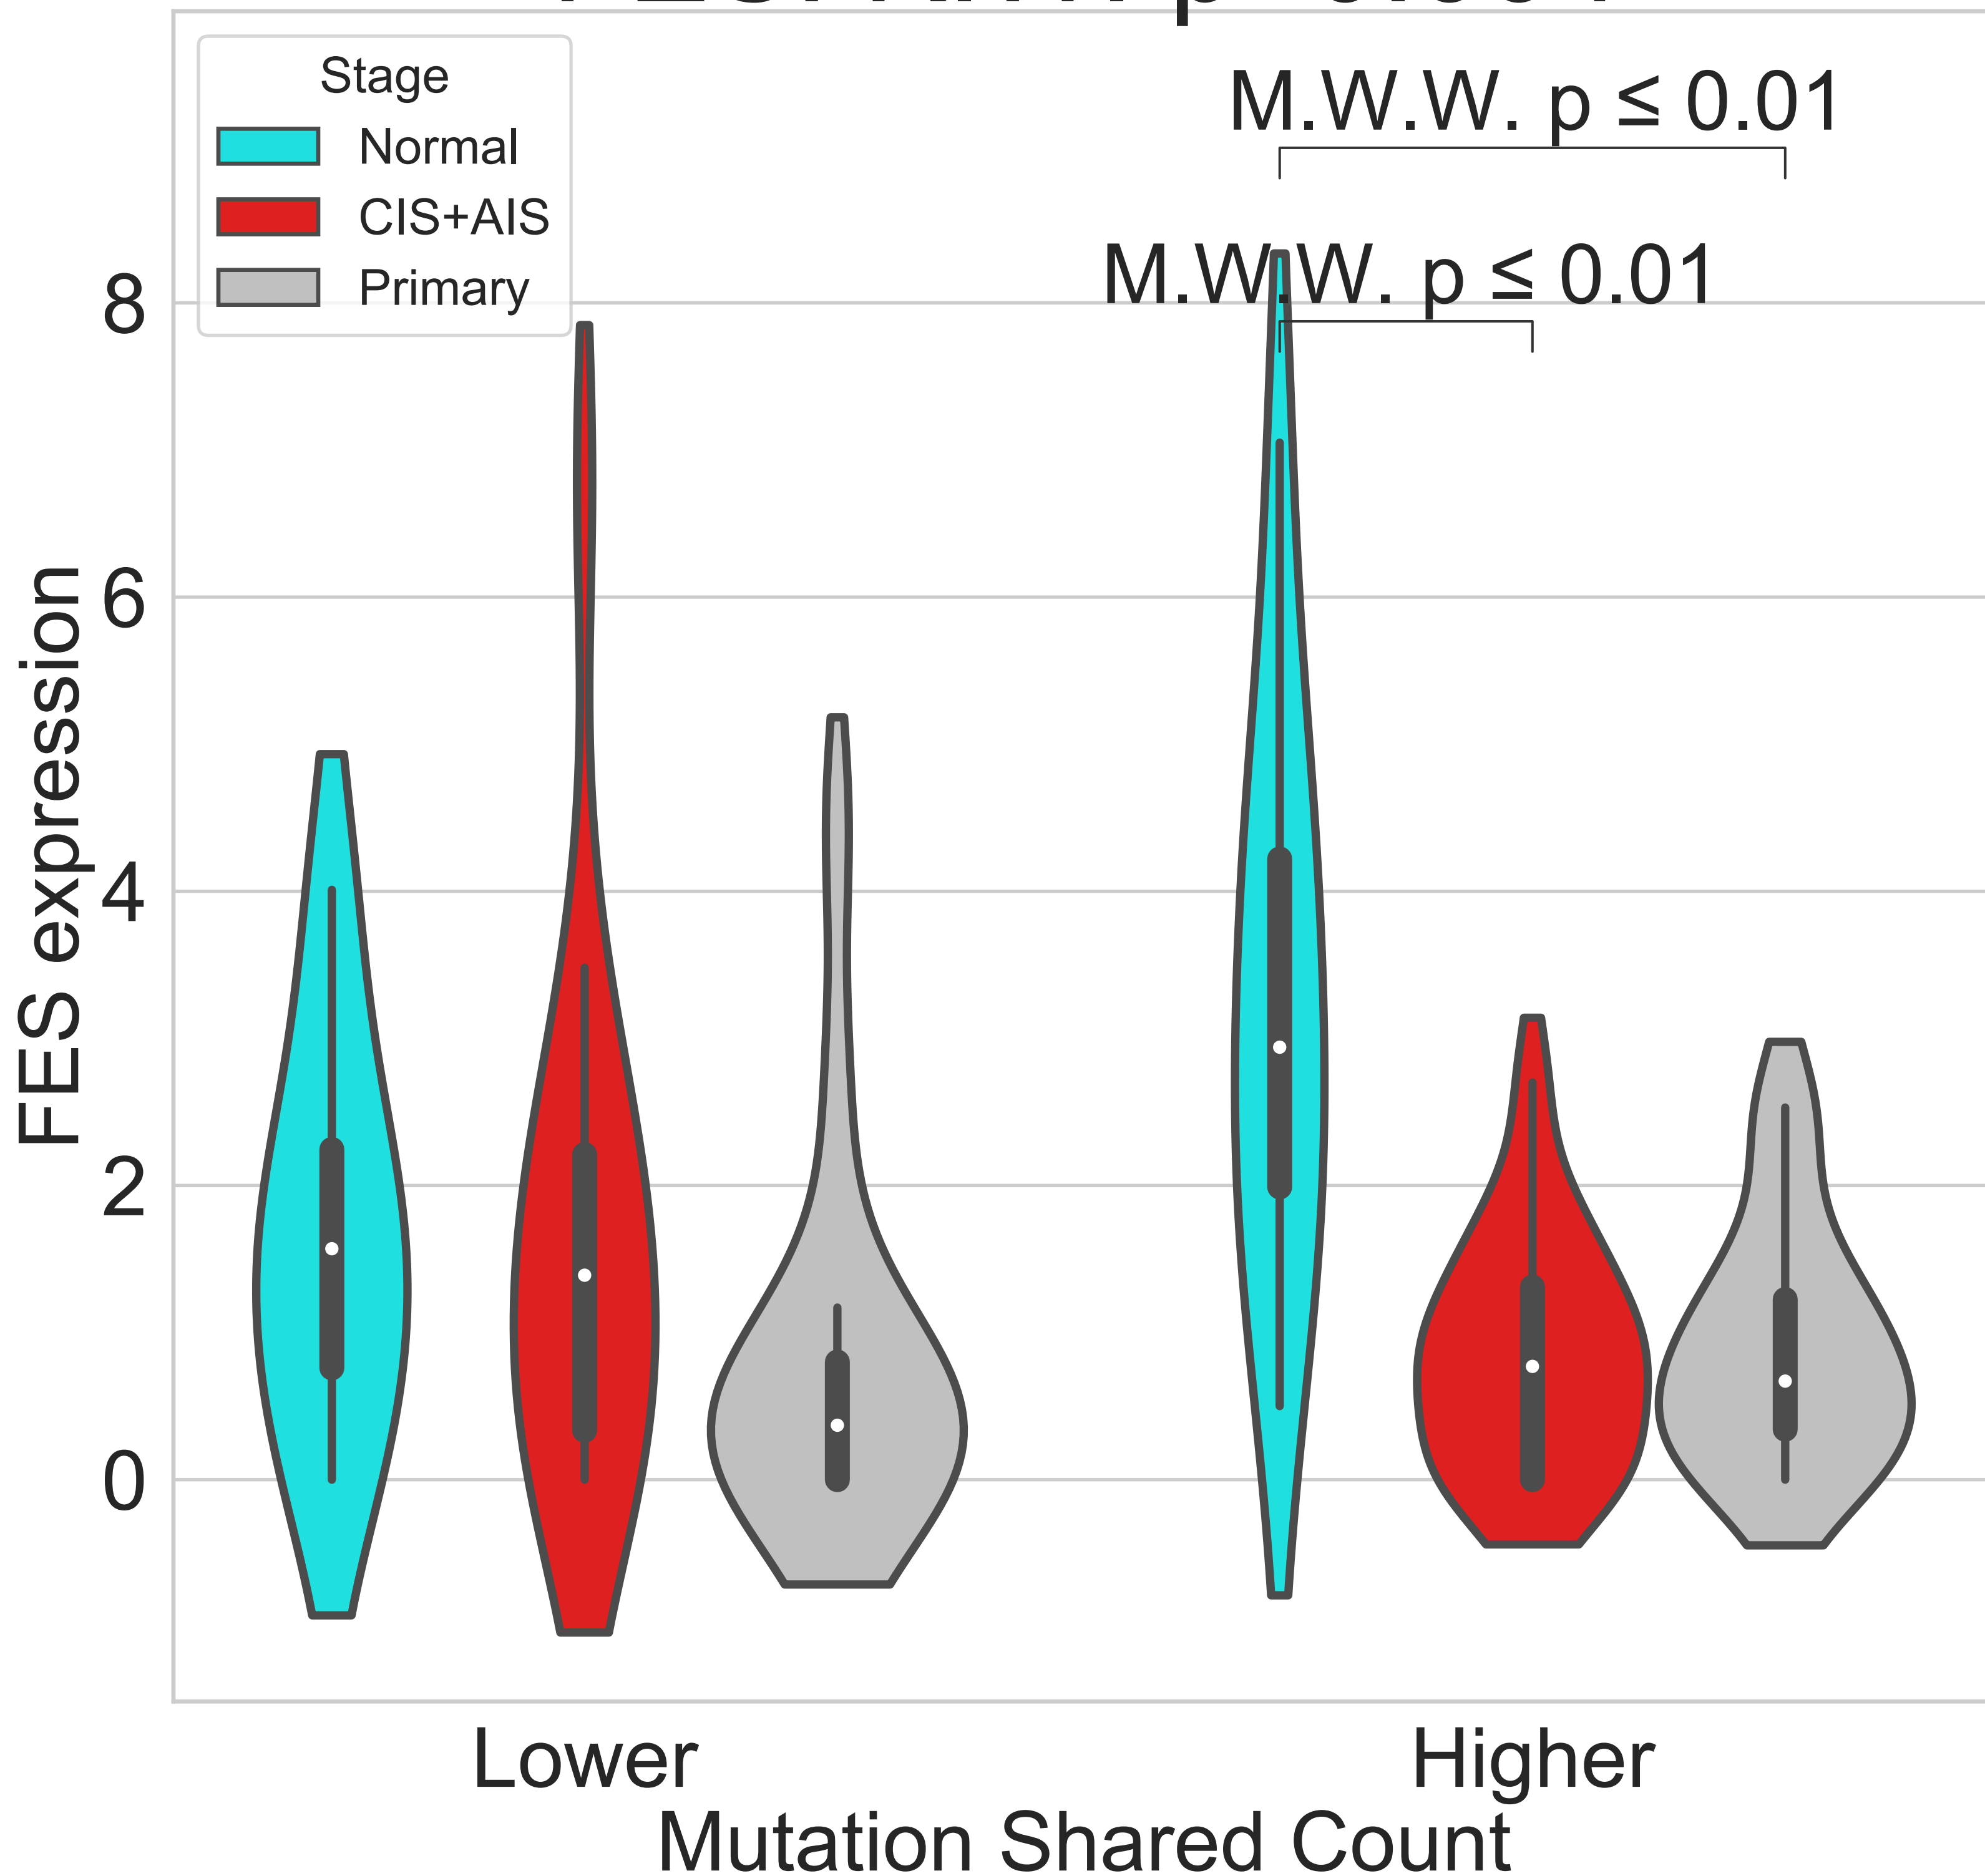 Stage
Normal
CIS+AIS
Primary
M.W.W. p ≤ 0.01
M.W.W. p ≤ 0.01
8
6
4
2
0
FES expression
Lower
Higher
Mutation Shared Count